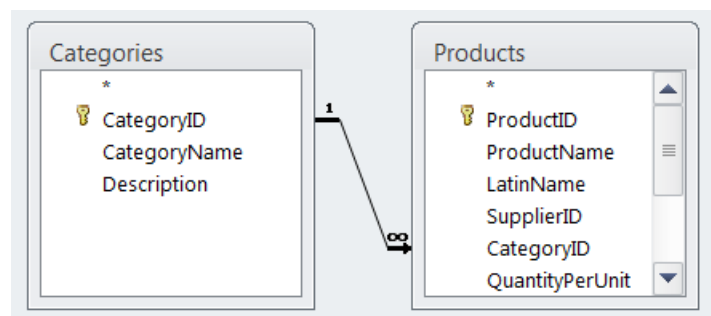 Categories
*
CategoryID
CategoryName
Description
1
∞
Products
*
ProductID
ProductName
LatinName
SupplierID
CategoryID
QuantityPerUnit